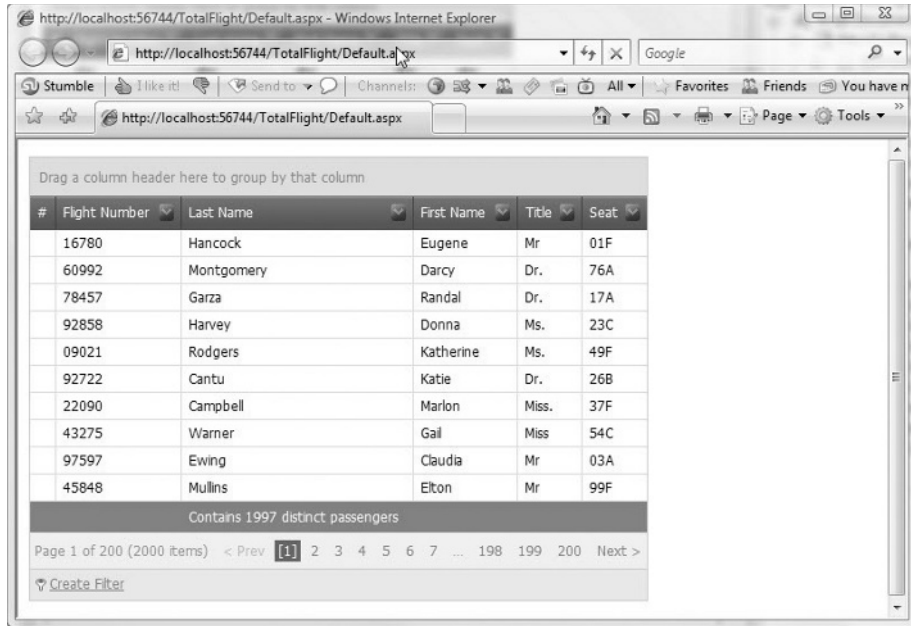 http://localhost:56744/TotalFlight/Default.aspx - Windows Internet Explorer
http://localhost:56744/TotalFlight/Default.aspx Google
Stumble I like it! Send to Channels: All Favorites Friends You have n
http://localhost:56744/TotalFlight/Default.aspx Page Tools »
Drag a column header here to group by that column
# Flight Number Last Name First Name Title Seat
16780 Hancock Eugene Mr 01F
60992 Montgomery Darcy Dr. 76A
78457 Garza Randal Dr. 17A
92858 Harvey Donna Ms. 23C
09021 Rodgers Katherine Ms. 49F
92722 Cantu Katie Dr. 26B
22090 Campbell Marlon Miss. 37F
43275 Warner Gail Miss 54C
97597 Ewing Claudia Mr 03A
45848 Mullins Elton Mr 99F
Contains 1997 distinct passengers
Page 1 of 200 (2000 items) < Prev [1] 2 3 4 5 6 7 ... 198 199 200 Next >
Create Filter